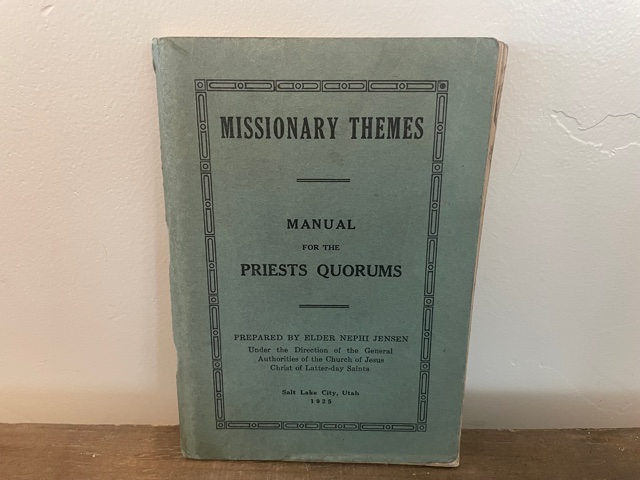 MISSIONARY THEMES
MANUAL
FOR THE
PRIESTS QUORUMS
PREPARED BY ELDER NEPHI JENSEN
Under the Direction of the General
Authorities of the Church of Jesus
Christ of Latter-day Saints
Salt Lake City, Utah
1925